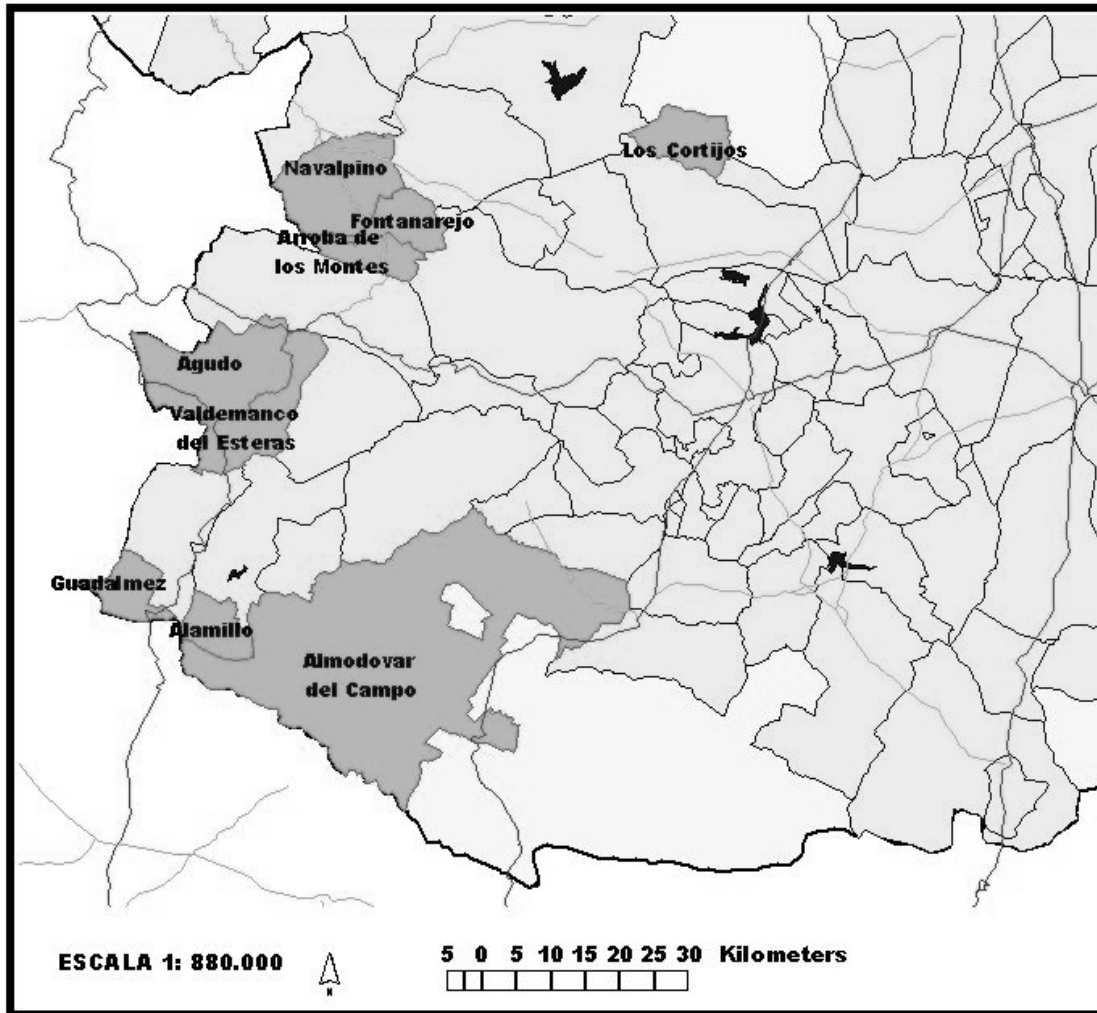 Los Cortijos
Navalpino
Fontanarejo
Arroba de
los Montes
Agudo
Valdemanco
del Esteras
Guadalmez
Alamillo
Almodovar
del Campo
ESCALA 1: 880.000
N
5 0 5 10 15 20 25 30 Kilometers